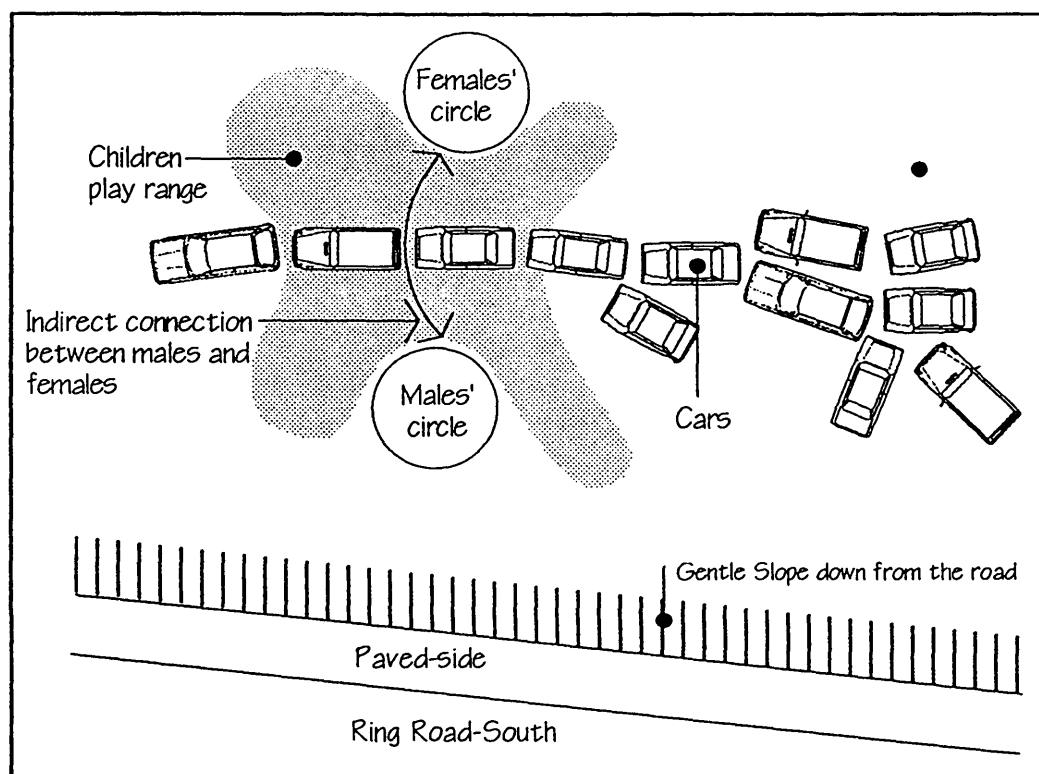 Females'
circle
Children
play range
Indirect connection
between males and
females
Males'
circle
Cars
Gentle Slope down from the road
Paved-side
Ring Road-South